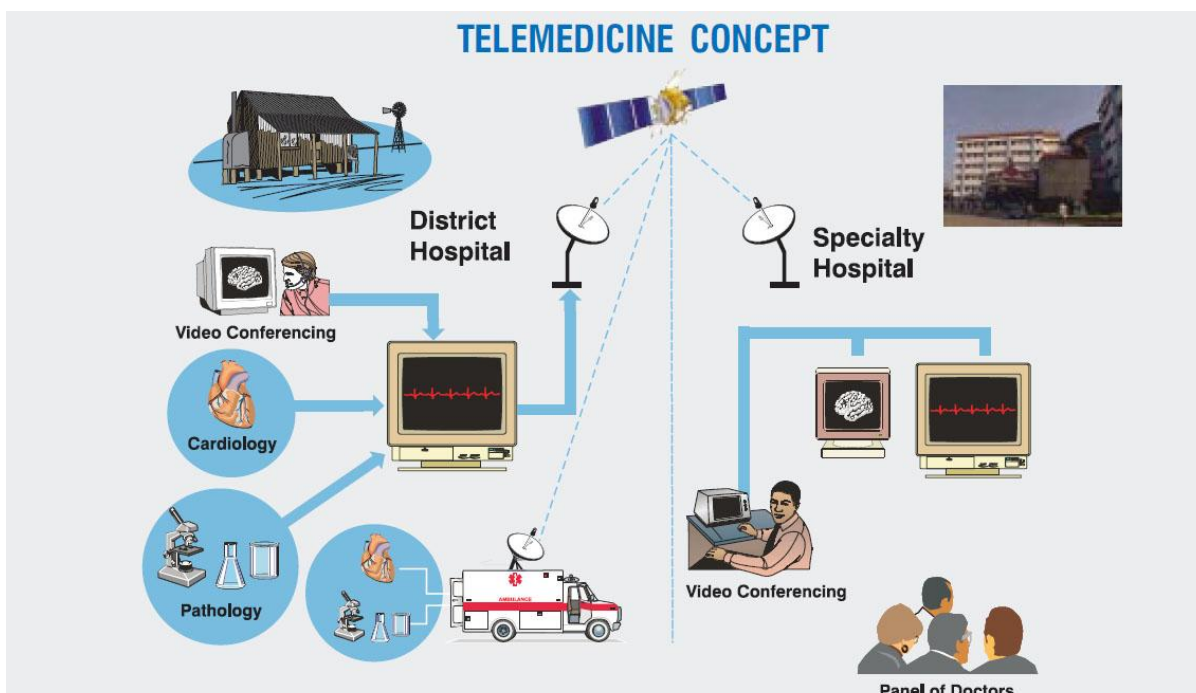 TELEMEDICINE CONCEPT
District
Hospital
Specialty
Hospital
Video Conferencing
Cardiology
Pathology
AMBULANCE
Video Conferencing
Panel of Doctors